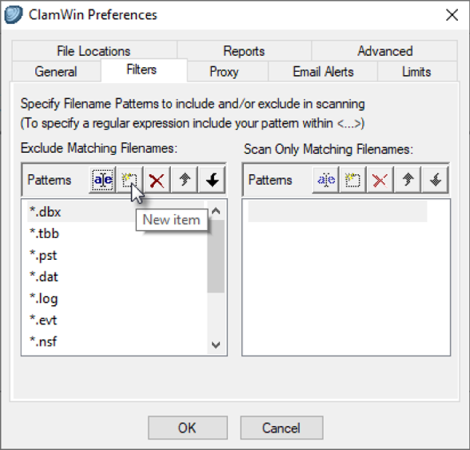 ClamWin Preferences
File Locations Reports Advanced
General Filters Proxy Email Alerts Limits
Specify Filename Patterns to include and/or exclude in scanning
(To specify a regular expression include your pattern within <...>)
Exclude Matching Filenames: Scan Only Matching Filenames:
Patterns a|e Patterns a|e
*.dbx
*.tbb
New item
*.pst
*.dat
*.log
*.evt
*.nsf
OK Cancel